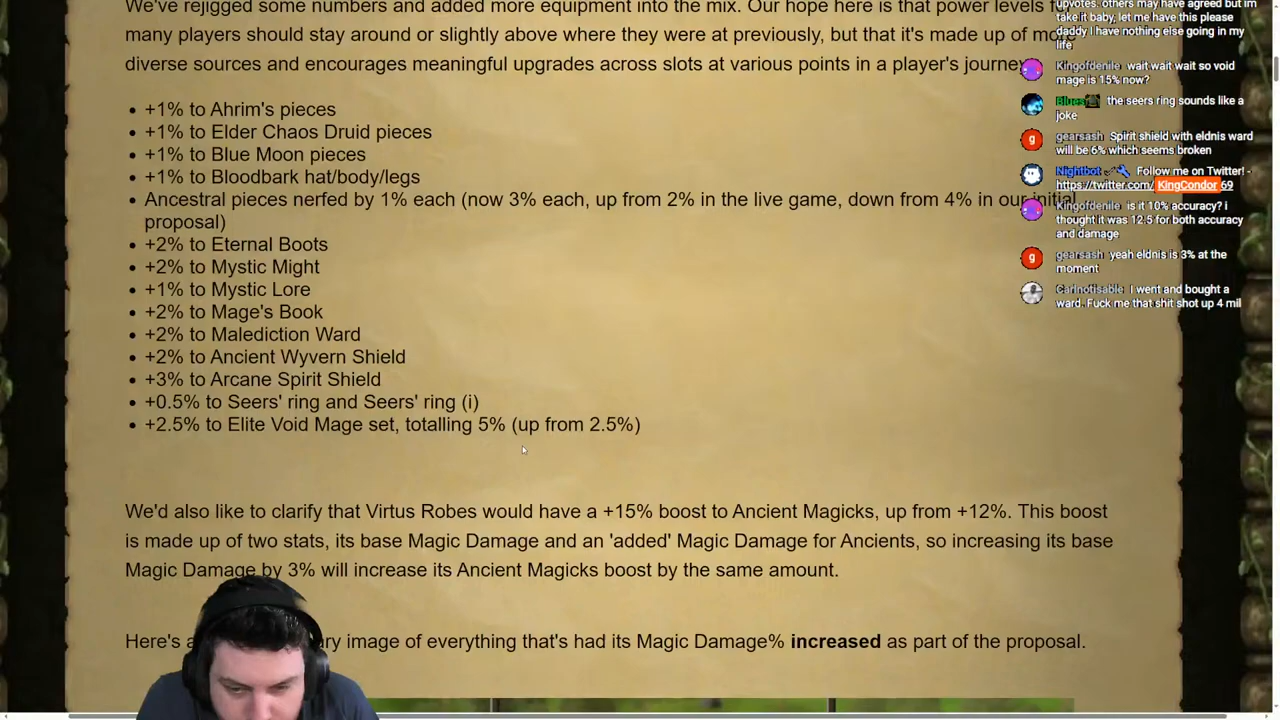 We've rejigged some numbers and added more equipment into the mix. Our hope here is that power levels
many players should stay around or slightly above where they were at previously, but that it's made up of more
diverse sources and encourages meaningful upgrades across slots at various points in a player's journey
• +1% to Ahrim's pieces
• +1% to Elder Chaos Druid pieces
• +1% to Blue Moon pieces
• +1% to Bloodbark hat/body/legs
• Ancestral pieces nerfed by 1% each (now 3% each, up from 2% in the live game, down from 4% in our initial
proposal)
• +2% to Eternal Boots
• +2% to Mystic Might
• +1% to Mystic Lore
• +2% to Mage's Book
• +2% to Malediction Ward
• +2% to Ancient Wyvern Shield
• +3% to Arcane Spirit Shield
• +0.5% to Seers' ring and Seers' ring (i)
• +2.5% to Elite Void Mage set, totalling 5% (up from 2.5%)
We'd also like to clarify that Virtus Robes would have a +15% boost to Ancient Magicks, up from +12%. This boost
is made up of two stats, its base Magic Damage and an 'added' Magic Damage for Ancients, so increasing its base
Magic Damage by 3% will increase its Ancient Magicks boost by the same amount.
Here's a ry image of everything that's had its Magic Damage% increased as part of the proposal.
upvotes. others may have agreed but im
take it baby, let me have this please
daddy I have nothing else going in my
life
Kingofdenile wait wait wait so void
mage is 15% now?
Blues the seers ring sounds like a
joke
gearsash Spirit shield with eldnis ward
will be 6% which seems broken
Nightbot Follow me on Twitter! -
https://twitter.com/KingCondor69
Kingofdenile is it 10% accuracy? i
thought it was 12.5 for both accuracy
and damage
gearsash yeah eldnis is 3% at the
moment
Carlnotisable I went and bought a
ward. Fuck me that shit shot up 4 mil
g
g